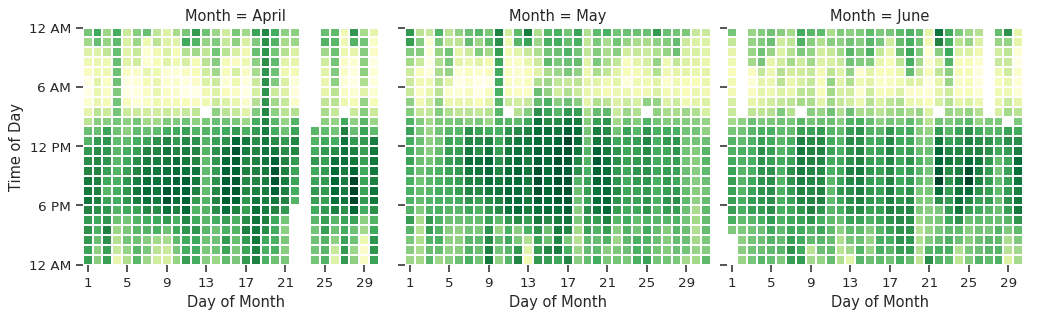 Month = April
Month = May
Month = June
12 AM
6 AM
12 PM
6 PM
12 AM
Time of Day
1 5 9 13 17 21 25 29
1 5 9 13 17 21 25 29
1 5 9 13 17 21 25 29
Day of Month
Day of Month
Day of Month